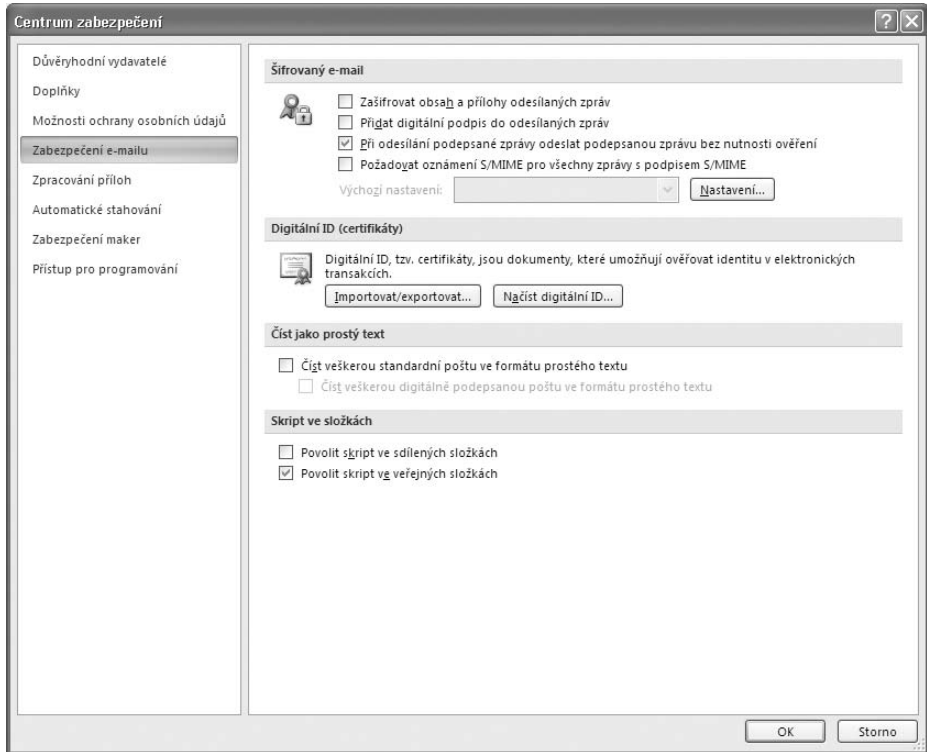 Centrum zabezpečení
Důvěryhodní vydavatelé
Doplňky
Možnosti ochrany osobních údajů
Zabezpečení e-mailu
Zpracování příloh
Automatické stahování
Zabezpečení maker
Přístup pro programování
Šifrovaný e-mail
Zašifrovat obsah a přílohy odesílaných zpráv
Přidat digitální podpis do odesílaných zpráv
Při odesílání podepsané zprávy odeslat podepsanou zprávu bez nutnosti ověření
Požadovat oznámení S/MIME pro všechny zprávy s podpisem S/MIME
Výchozí nastavení:
Nastavení...
Digitální ID (certifikáty)
Digitální ID, tzv. certifikáty, jsou dokumenty, které umožňují ověřovat identitu v elektronických
transakcích.
Importovat/exportovat...
Načíst digitální ID...
Číst jako prostý text
Číst veškerou standardní poštu ve formátu prostého textu
Číst veškerou digitálně podepsanou poštu ve formátu prostého textu
Skript ve složkách
Povolit skript ve sdílených složkách
Povolit skript ve veřejných složkách
OK
Storno